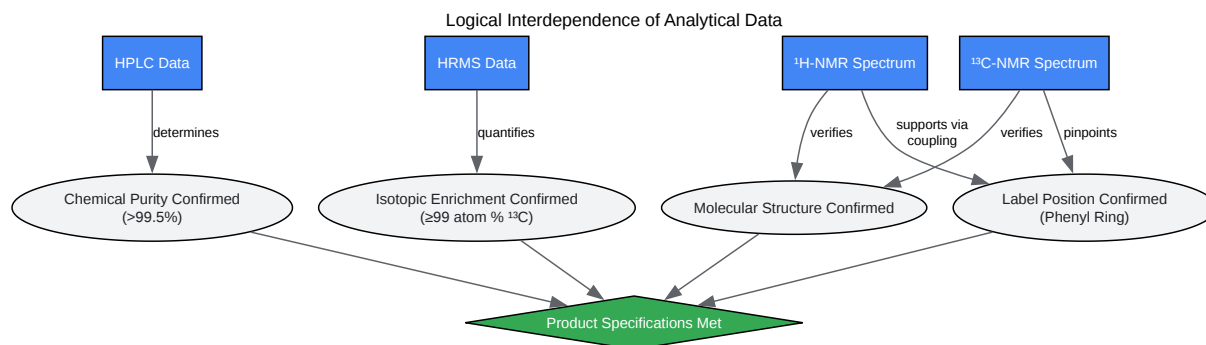 Logical Interdependence of Analytical Data
HPLC Data
HRMS Data
¹H-NMR Spectrum
¹³C-NMR Spectrum
determines
quantifies
verifies
supports via
coupling
verifies
pinpoints
Chemical Purity Confirmed
(>99.5%)
Isotopic Enrichment Confirmed
(≥99 atom % ¹³C)
Molecular Structure Confirmed
Label Position Confirmed
(Phenyl Ring)
Product Specifications Met